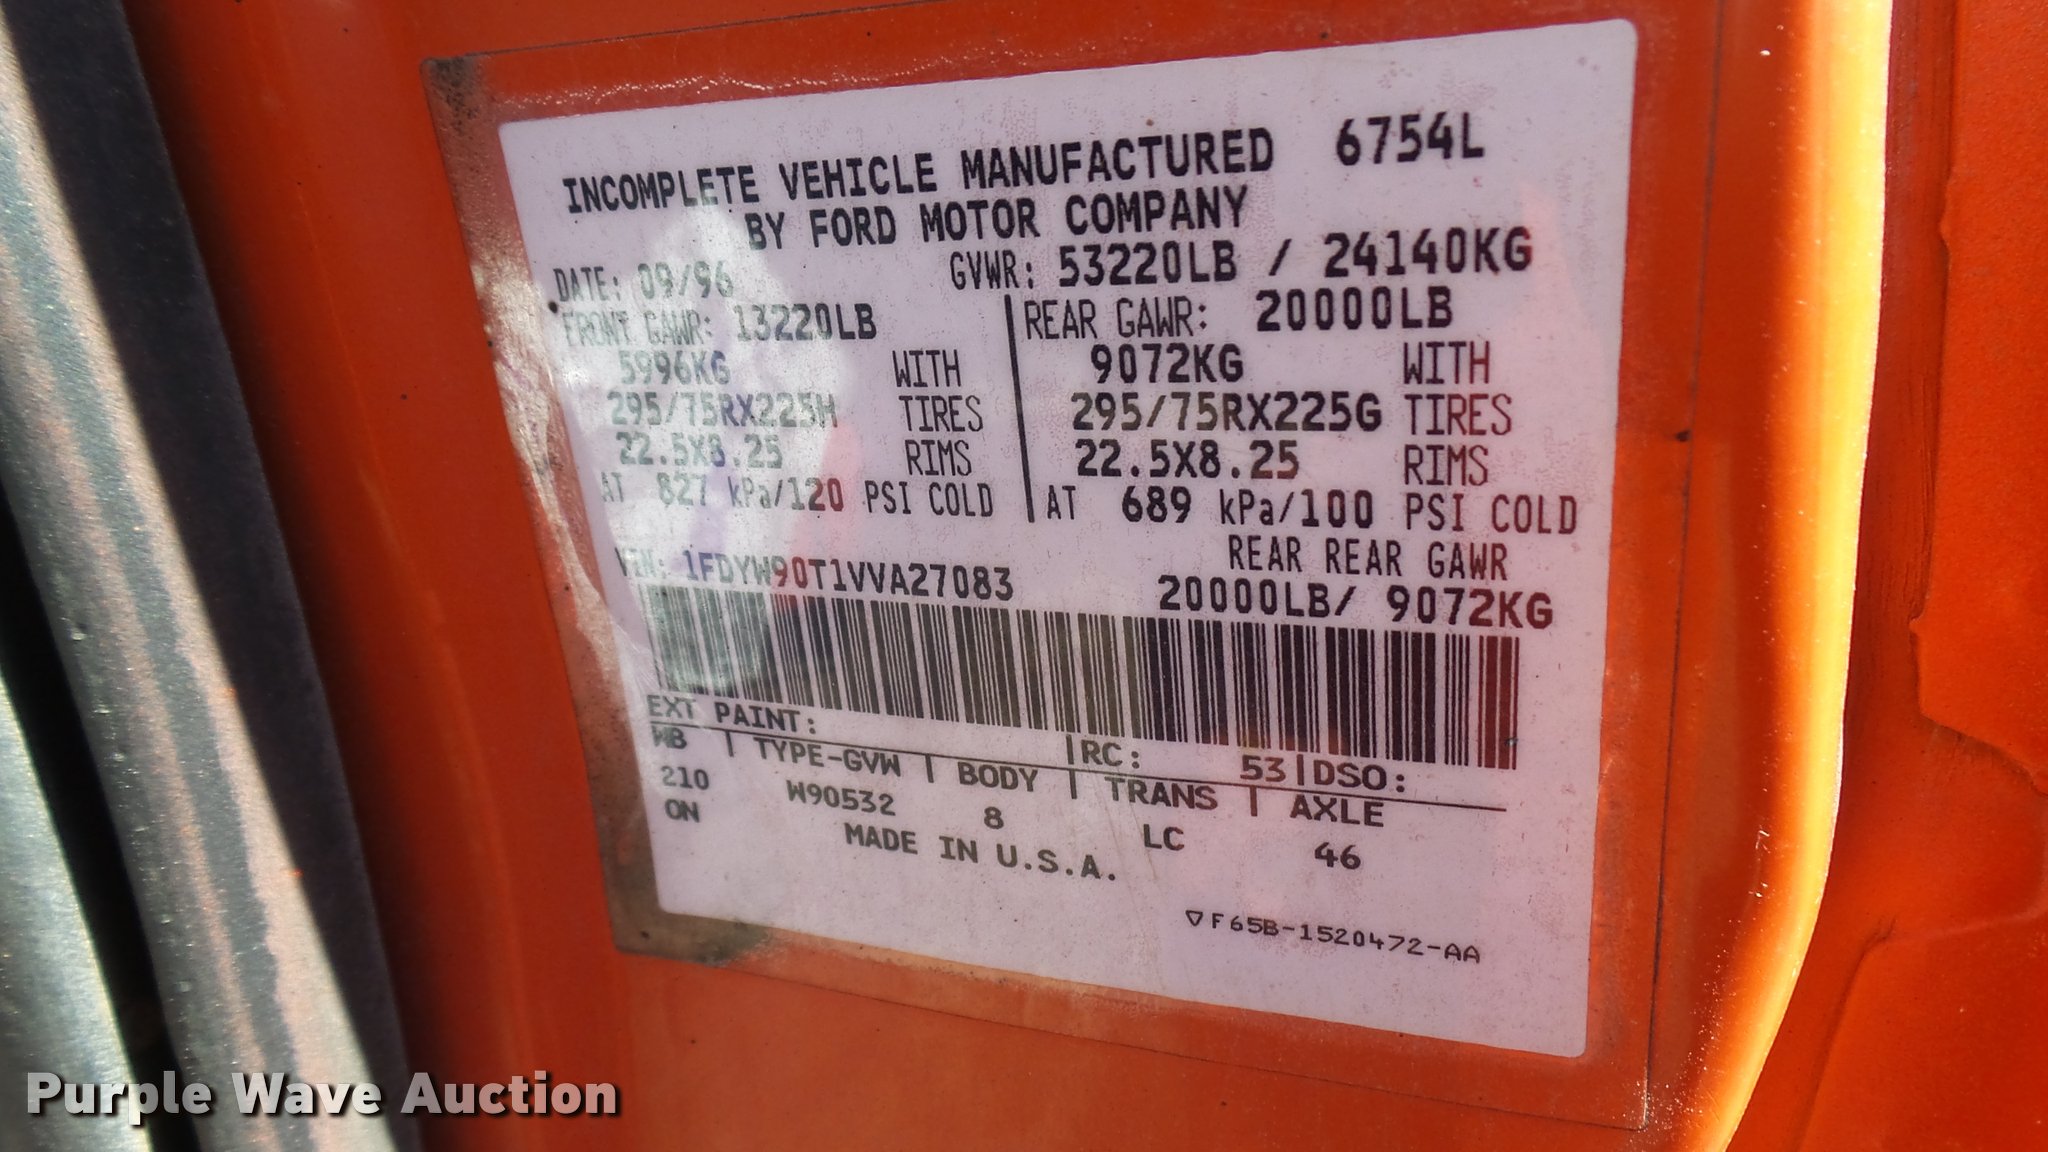 INCOMPLETE VEHICLE MANUFACTURED 6754L
BY FORD MOTOR COMPANY
DATE: 09/96 GVWR: 53220LB / 24140KG
FRONT GAWR: 13220LB REAR GAWR: 20000LB
5996KG WITH 9072KG WITH
295/75RX225H TIRES 295/75RX225G TIRES
22.5X8.25 RIMS 22.5X8.25 RIMS
AT 827 kPa/120 PSI COLD AT 689 kPa/100 PSI COLD
REAR REAR GAWR
VIN: 1FDYW90T1VVA27083 20000LB/ 9072KG
EXT PAINT: RC: 53 DSO:
WB TYPE-GVW BODY TRANS AXLE
210 W90532 8 LC 46
ON
MADE IN U.S.A.
F65B-1520472-AA
Purple Wave Auction